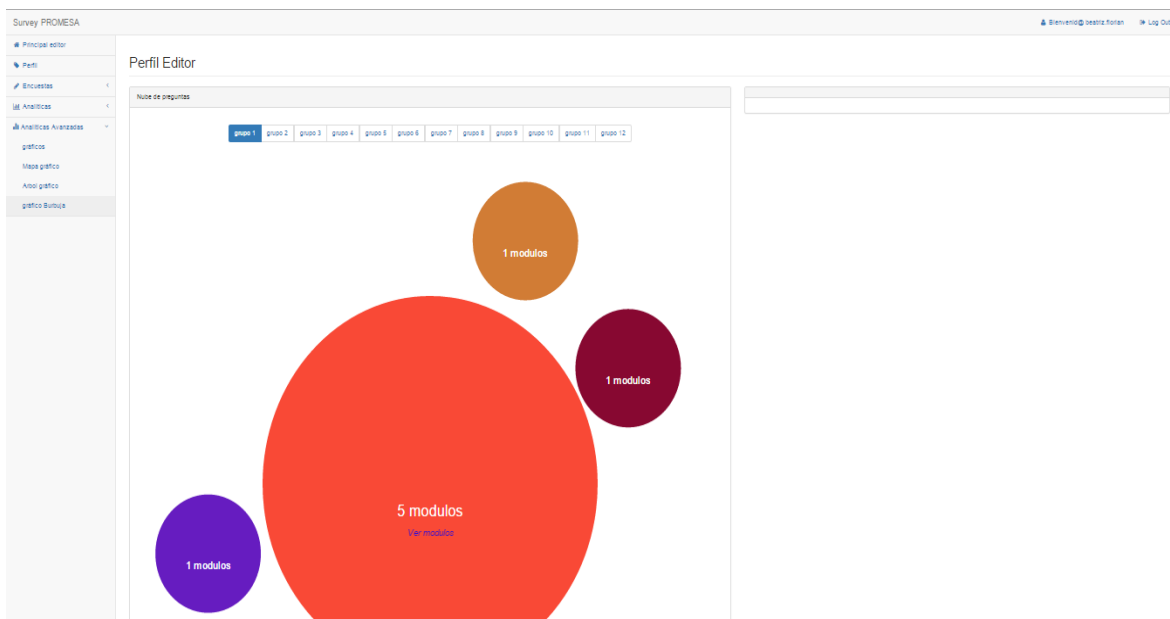 Survey PROMESA
Bienvenid@ beatriz.florian Log Out
Principal editor
Perfil
Encuestas
Analíticas
Analíticas Avanzadas
gráficos
Mapa gráfico
Arbol gráfico
gráfico Burbuja
Perfil Editor
Nube de preguntas
grupo 1 grupo 2 grupo 3 grupo 4 grupo 5 grupo 6 grupo 7 grupo 8 grupo 9 grupo 10 grupo 11 grupo 12
1 modulos
1 modulos
5 modulos
Ver modulos
1 modulos